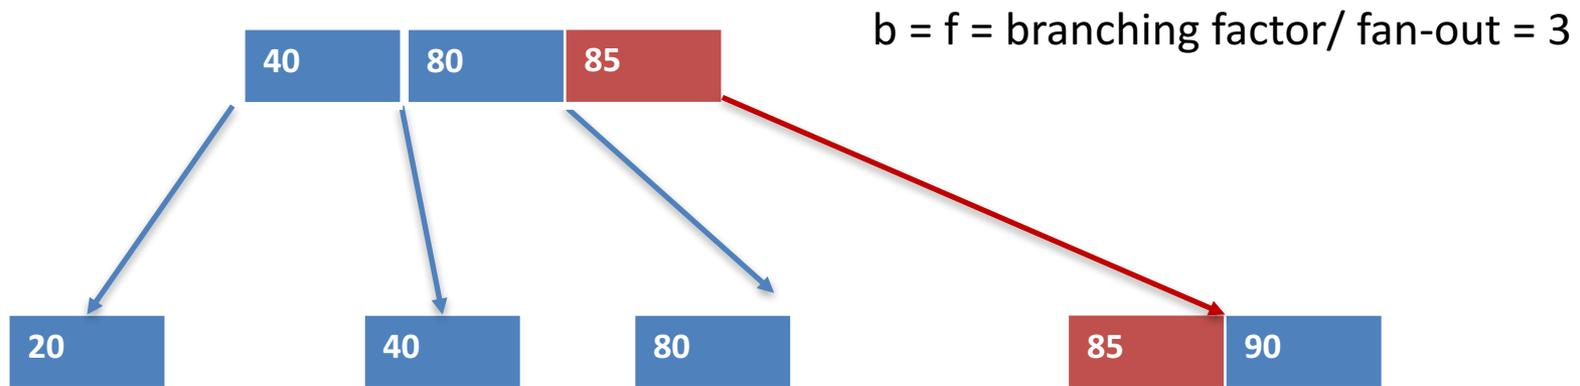 b = f = branching factor/ fan-out = 3
40 80 85
20 40 80 85 90